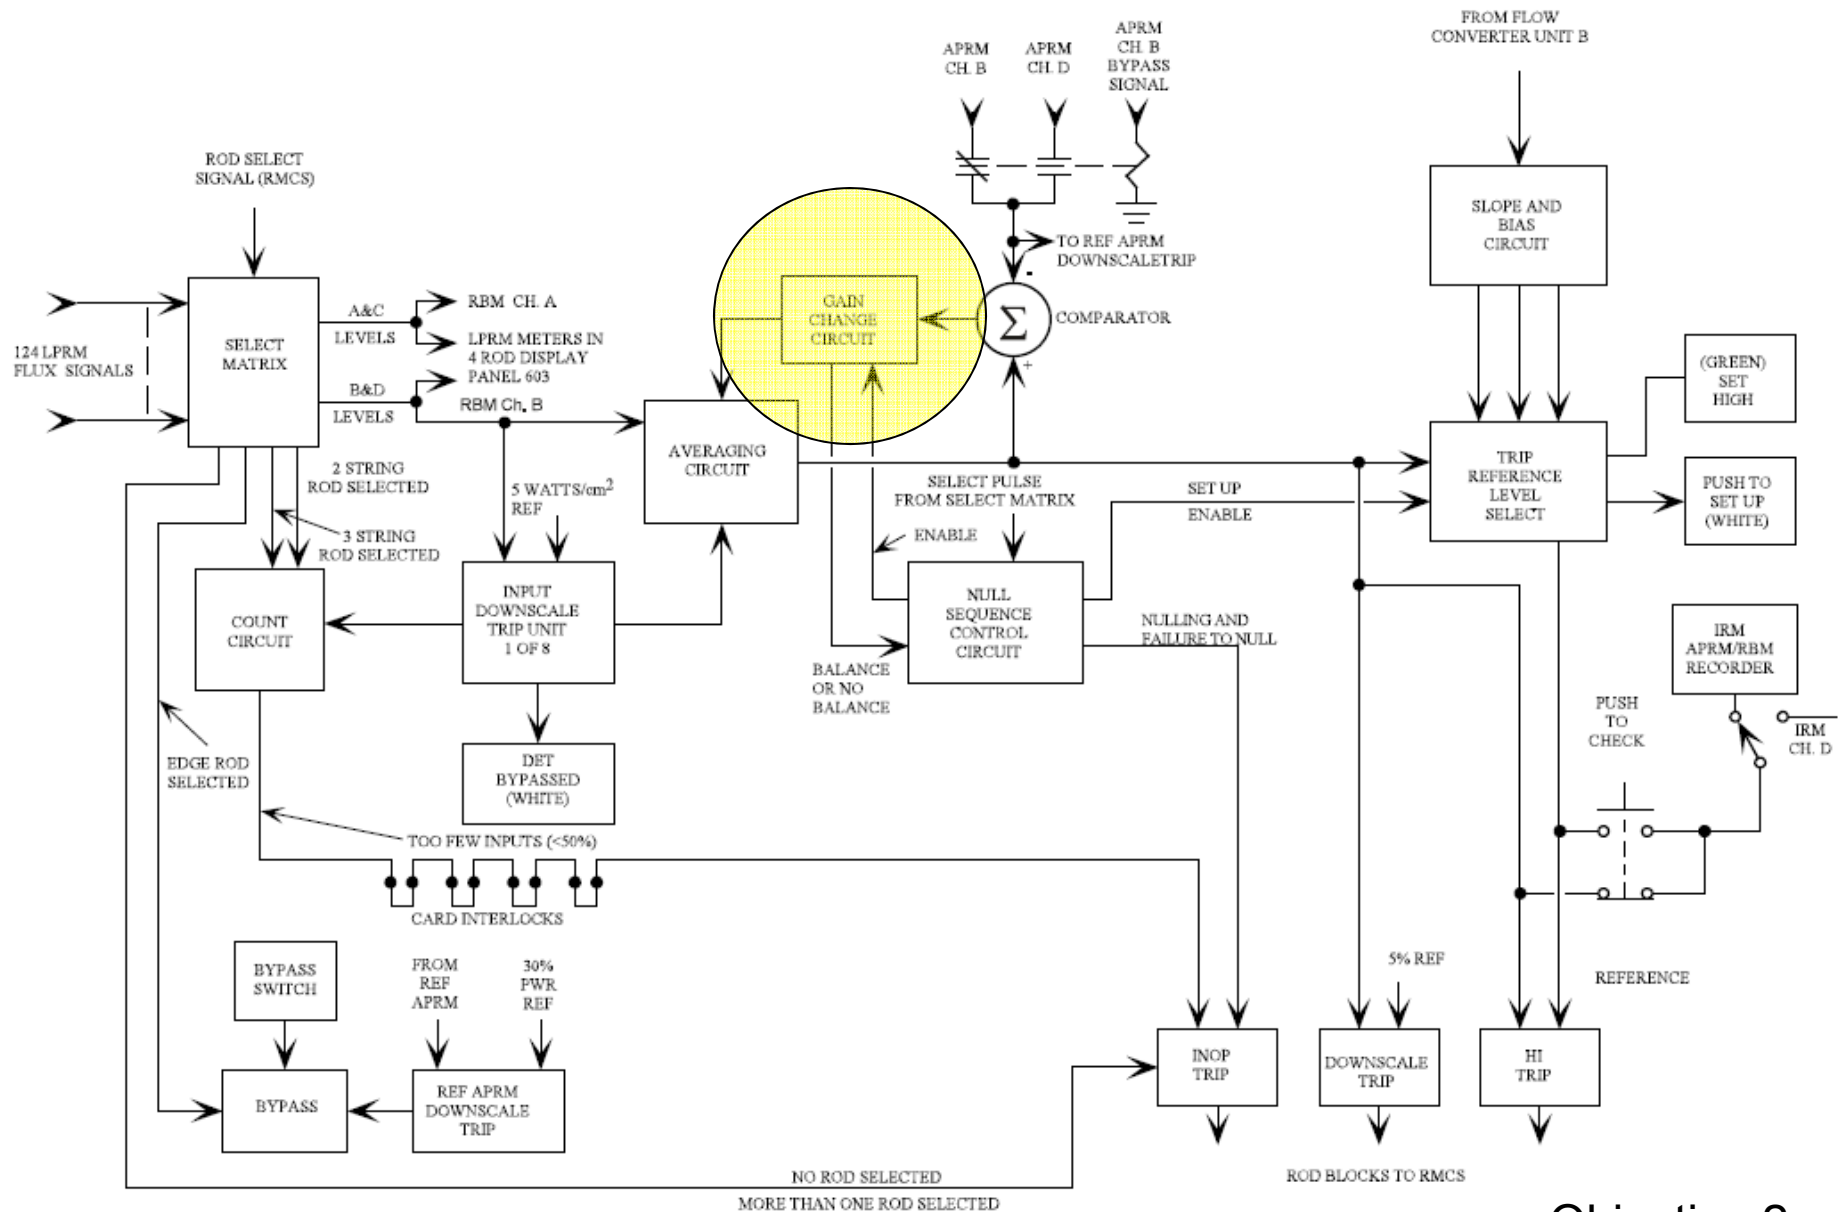 FROM FLOW
CONVERTER UNIT B
APRM
CH. B
APRM
CH. D
APRM
CH. B
BYPASS
SIGNAL
ROD SELECT
SIGNAL (RMCS)
SLOPE AND
BIAS
CIRCUIT
TO REF APRM
DOWNSCALETRIP
-
GAIN
CHANGE
CIRCUIT
Σ
COMPARATOR
+
124 LPRM
FLUX SIGNALS
SELECT
MATRIX
A&C
LEVELS
RBM CH. A
LPRM METERS IN
4 ROD DISPLAY
PANEL 603
B&D
LEVELS
RBM Ch. B
(GREEN)
SET
HIGH
AVERAGING
CIRCUIT
TRIP
REFERENCE
LEVEL
SELECT
PUSH TO
SET UP
(WHITE)
2 STRING
ROD SELECTED
3 STRING
ROD SELECTED
5 WATTS/cm2
REF
SELECT PULSE
FROM SELECT MATRIX
SET UP
ENABLE
ENABLE
COUNT
CIRCUIT
INPUT
DOWNSCALE
TRIP UNIT
1 OF 8
NULL
SEQUENCE
CONTROL
CIRCUIT
NULLING AND
FAILURE TO NULL
BALANCE
OR NO
BALANCE
IRM
APRM/RBM
RECORDER
PUSH
TO
CHECK
IRM
CH. D
EDGE ROD
SELECTED
DET
BYPASSED
(WHITE)
TOO FEW INPUTS (<50%)
CARD INTERLOCKS
BYPASS
SWITCH
FROM
REF
APRM
30%
PWR
REF
5% REF
REFERENCE
BYPASS
REF APRM
DOWNSCALE
TRIP
INOP
TRIP
DOWNSCALE
TRIP
HI
TRIP
NO ROD SELECTED
MORE THAN ONE ROD SELECTED
ROD BLOCKS TO RMCS